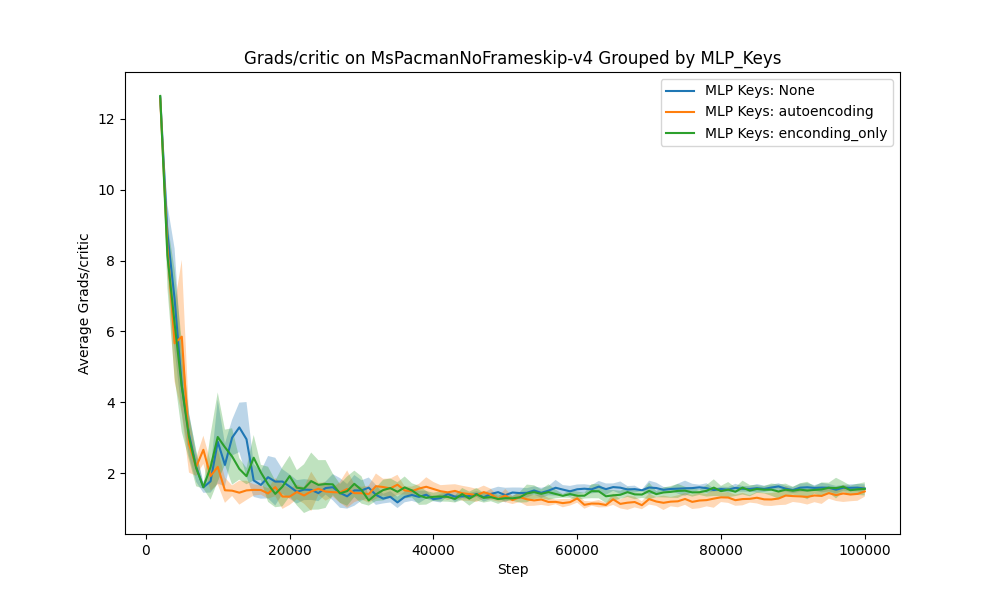 Grads/critic on MsPacmanNoFrameskip-v4 Grouped by MLP_Keys
MLP Keys: None
MLP Keys: autoencoding
MLP Keys: enconding_only
Average Grads/critic
12
10
8
6
4
2
0
20000
40000
60000
80000
100000
Step